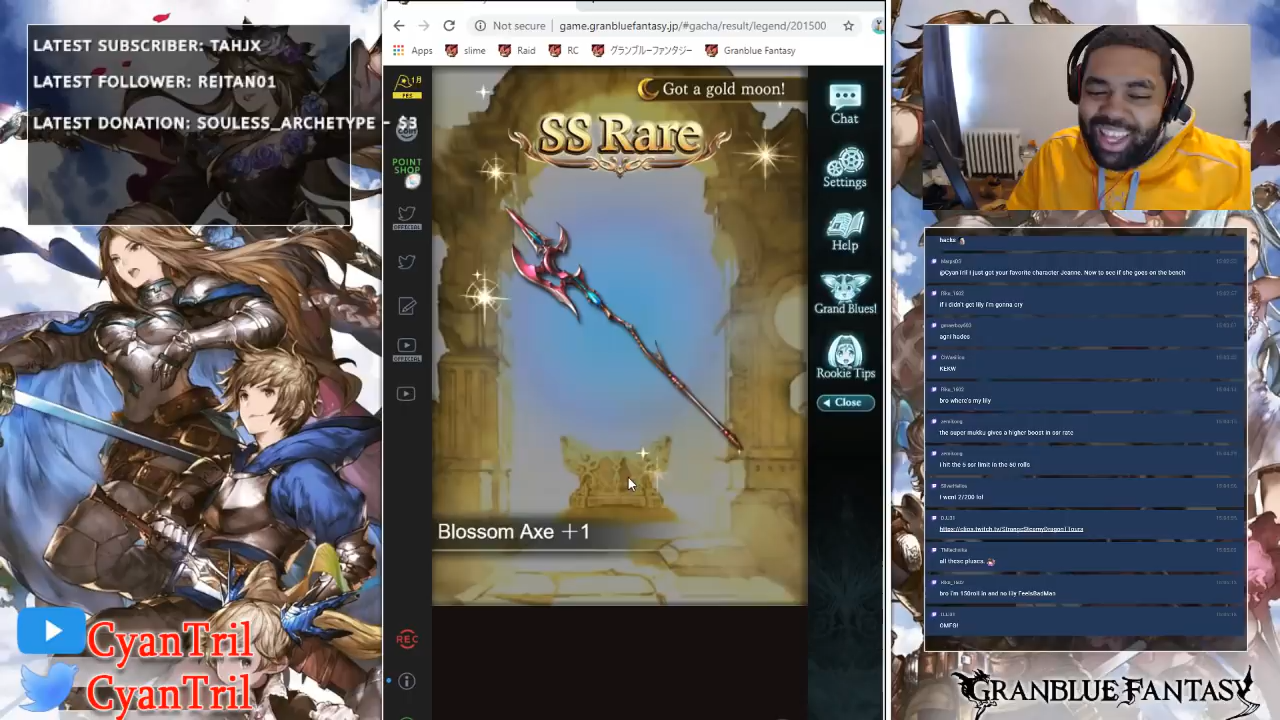 LATEST SUBSCRIBER: TAHJX
LATEST FOLLOWER: REITAN01
LATEST DONATION: SOULESS_ARCHETYPE - $3
Not secure | game.granbluefantasy.jp/#gacha/result/legend/201500
Apps slime Raid RC グランブルーファンタジー Granblue Fantasy
POINT
SHOP
OFFICIAL
OFFICIAL
REC
Got a gold moon!
SS Rare
Blossom Axe +1
Chat
Settings
Help
Grand Blues!
Rookie Tips
Close
hacks
@Cyan Tril I just got your favorite character Jeanne. Now to see if she goes on the bench
if i didn't get lily i'm gonna cry
agni hades
KEKW
bro where's my lily
the super mukku gives a higher boost in ssr rate
i hit the 5 ssr limit in the 60 rolls
I went 2/200 lol
all these pluses.
bro i'm 150roll in and no lily FeelsBadMan
OMFG!
CyanTril
CyanTril
GRANBLUE FANTASY